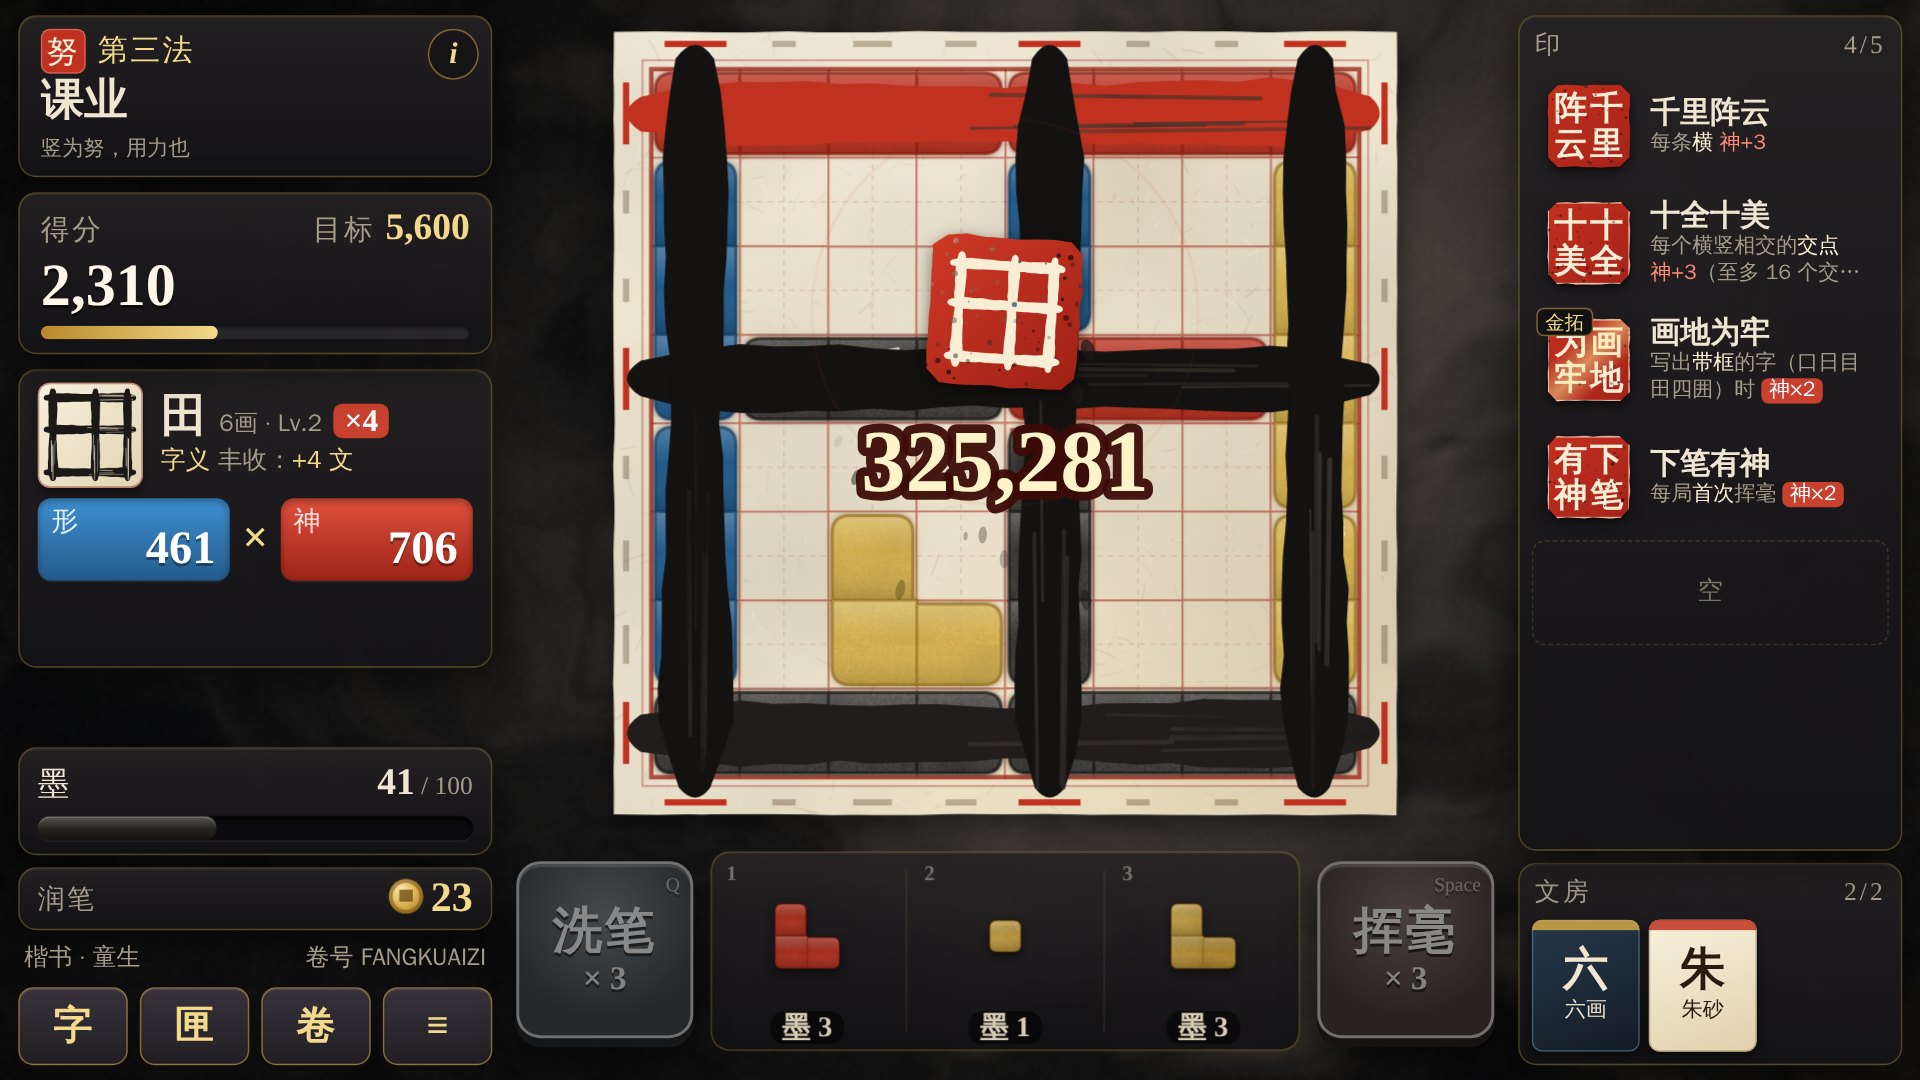 努 第三法
i
课业
竖为努，用力也
得分
目标 5,600
2,310
田 6画 · Lv.2 ×4
字义 丰收：+4 文
形 461 × 神 706
墨 41 / 100
润笔 23
楷书 · 童生
卷号 FANGKUAIZI
字 匣 卷 ≡
田
325,281
洗笔 Q
× 3
1 2 3
墨 3 墨 1 墨 3
挥毫 Space
× 3
印 4/5
阵千
云里
千里阵云
每条横 神+3
十十
美全
十全十美
每个横竖相交的交点
神+3（至多 16 个交…
金拓
为画
牢地
画地为牢
写出带框的字（口日目
田四囲）时 神×2
有下
神笔
下笔有神
每局首次挥毫 神×2
空
文房 2/2
六
六画
朱
朱砂